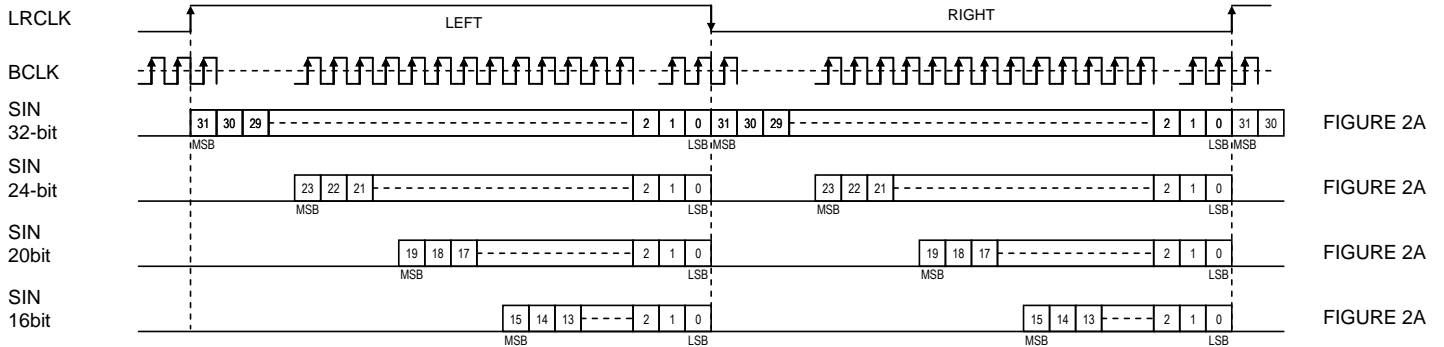 LRCLK LEFT RIGHT
BCLK
SIN
32-bit 31 30 29 2 1 0 31 30 29 2 1 0 31 30 FIGURE 2A
MSB LSB MSB LSB MSB
SIN
24-bit 23 22 21 2 1 0 23 22 21 2 1 0 FIGURE 2A
MSB LSB MSB LSB
SIN
20bit 19 18 17 2 1 0 19 18 17 2 1 0 FIGURE 2A
MSB LSB MSB LSB
SIN
16bit 15 14 13 2 1 0 15 14 13 2 1 0 FIGURE 2A
MSB LSB MSB LSB